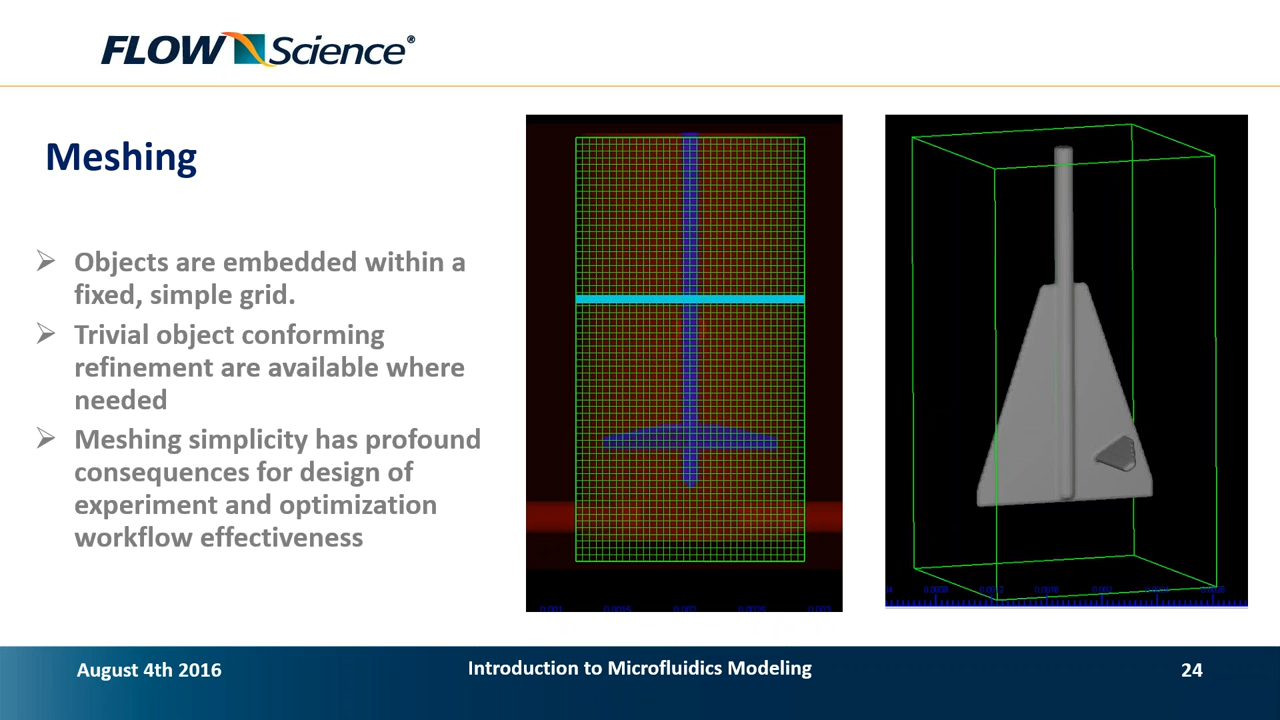 FLOW Science®
Meshing
Objects are embedded within a
fixed, simple grid.
Trivial object conforming
refinement are available where
needed
Meshing simplicity has profound
consequences for design of
experiment and optimization
workflow effectiveness
August 4th 2016
Introduction to Microfluidics Modeling
24